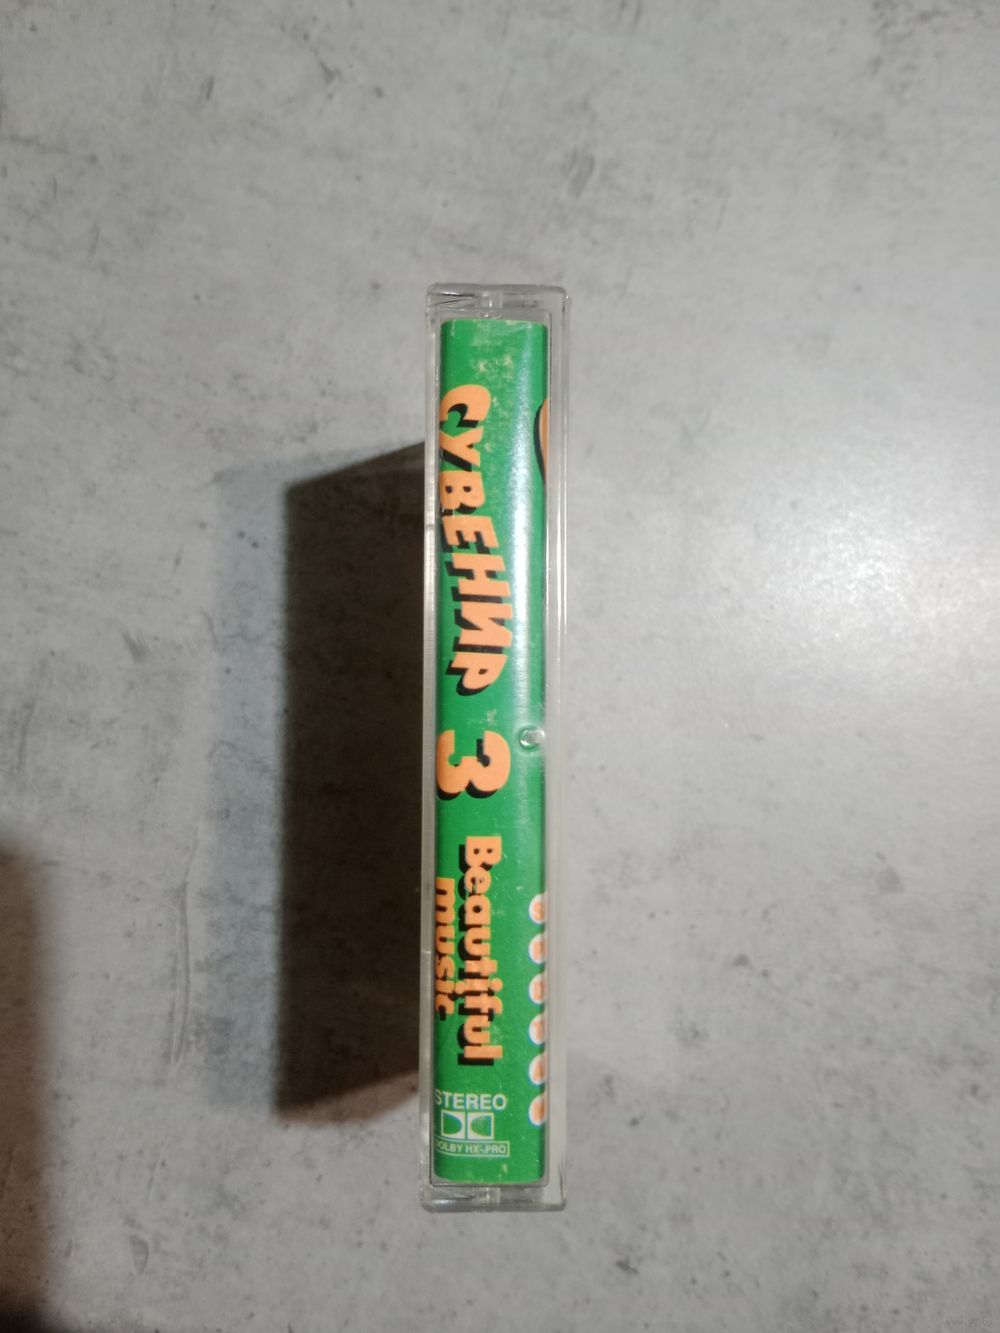 СУВЕНИР 3
Beautiful
music
STEREO
DOLBY HX-PRO